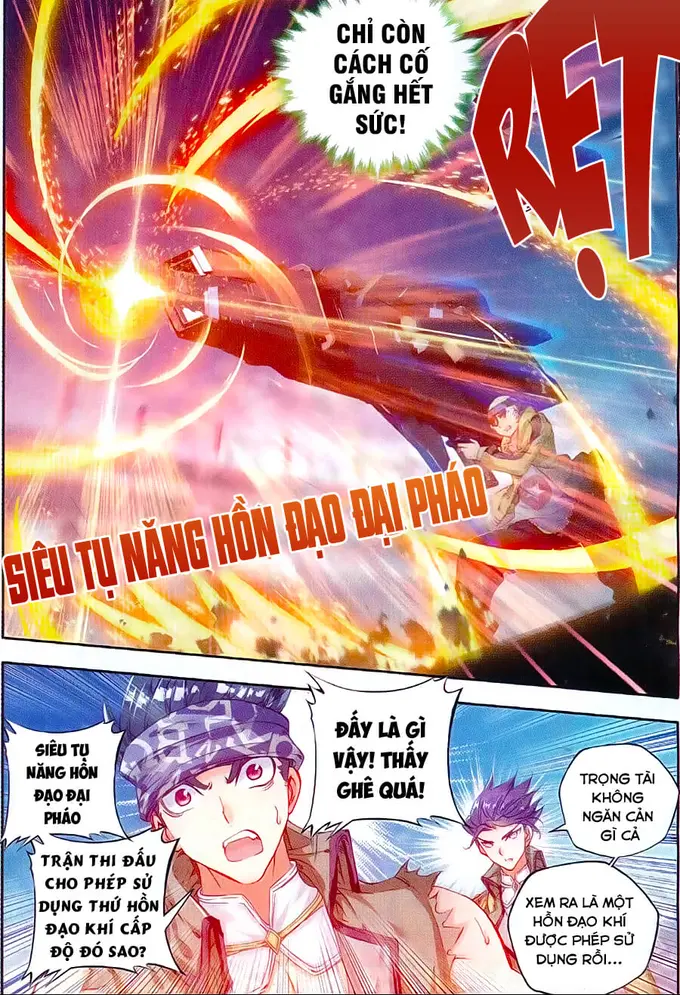 CHỈ CÒN
CÁCH CỐ
GẮNG HẾT
SỨC!
RẸT
SIÊU TỤ NĂNG HỒN ĐẠO ĐẠI PHÁO
SIÊU TỤ
NĂNG HỒN
ĐẠO ĐẠI
PHÁO
TRẬN THI ĐẤU
CHO PHÉP SỬ
DỤNG THỨ HỒN
ĐẠO KHÍ CẤP
ĐỘ ĐÓ SAO?
ĐẤY LÀ GÌ
VẬY! THẤY
GHÊ QUÁ!
TRỌNG TÀI
KHÔNG
NGĂN CẢN
GÌ CẢ
XEM RA LÀ MỘT
HỒN ĐẠO KHÍ
ĐƯỢC PHÉP SỬ
DỤNG RỒI...